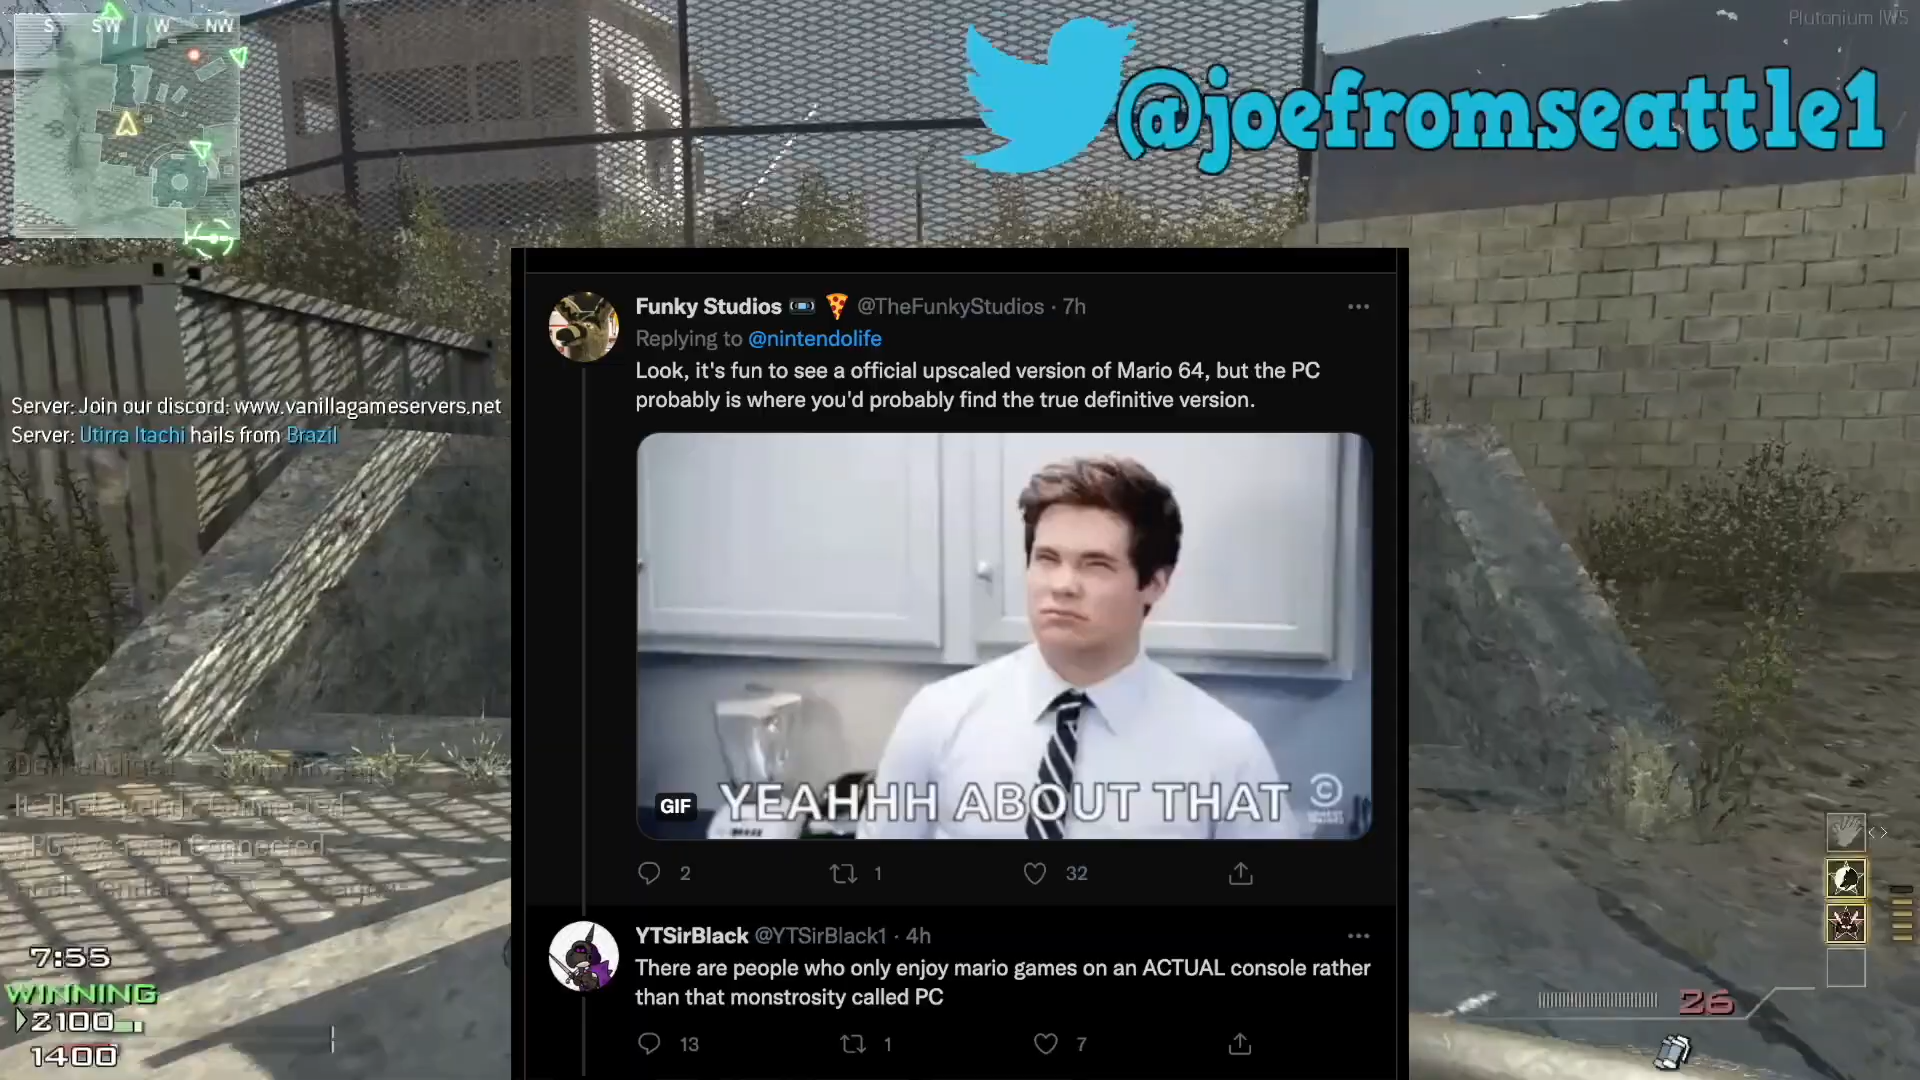 S SW W NW
Plutonium IW5
@joefromseattle1
Funky Studios @TheFunkyStudios · 7h
Replying to @nintendolife
Look, it's fun to see a official upscaled version of Mario 64, but the PC
probably is where you'd probably find the true definitive version.
Server: Join our discord: www.vanillagameservers.net
Server: Utirra Itachi hails from Brazil
GIF YEAHHH ABOUT THAT
2 1 32
YTSirBlack @YTSirBlack1 · 4h
There are people who only enjoy mario games on an ACTUAL console rather
than that monstrosity called PC
13 1 7
Connected
7:55
WINNING
2100
1400
26